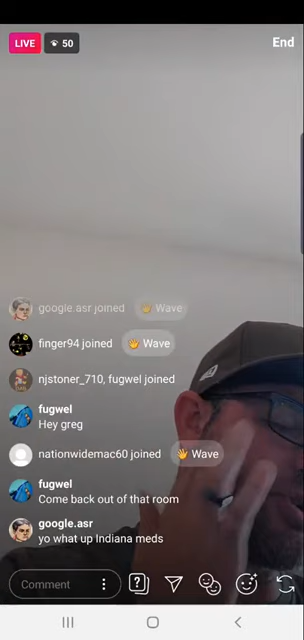 LIVE 50 End
google.asr joined Wave
finger94 joined Wave
njstoner_710, fugwel joined
fugwel
Hey greg
nationwidemac60 joined Wave
fugwel
Come back out of that room
google.asr
yo what up Indiana meds
Comment